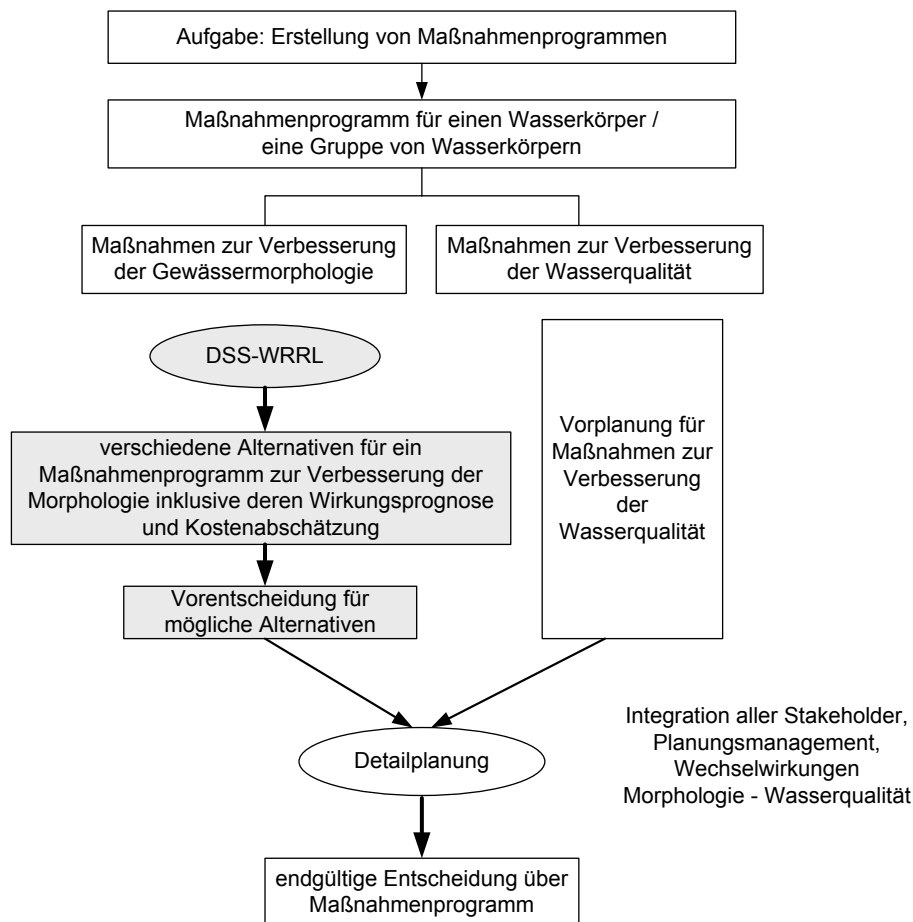 Aufgabe: Erstellung von Maßnahmenprogrammen
Maßnahmenprogramm für einen Wasserkörper /
eine Gruppe von Wasserkörpern
Maßnahmen zur Verbesserung
der Gewässermorphologie
Maßnahmen zur Verbesserung
der Wasserqualität
DSS-WRRL
verschiedene Alternativen für ein
Maßnahmenprogramm zur Verbesserung der
Morphologie inklusive deren Wirkungsprognose
und Kostenabschätzung
Vorplanung für
Maßnahmen zur
Verbesserung
der
Wasserqualität
Vorentscheidung für
mögliche Alternativen
Detailplanung
Integration aller Stakeholder,
Planungsmanagement,
Wechselwirkungen
Morphologie - Wasserqualität
endgültige Entscheidung über
Maßnahmenprogramm